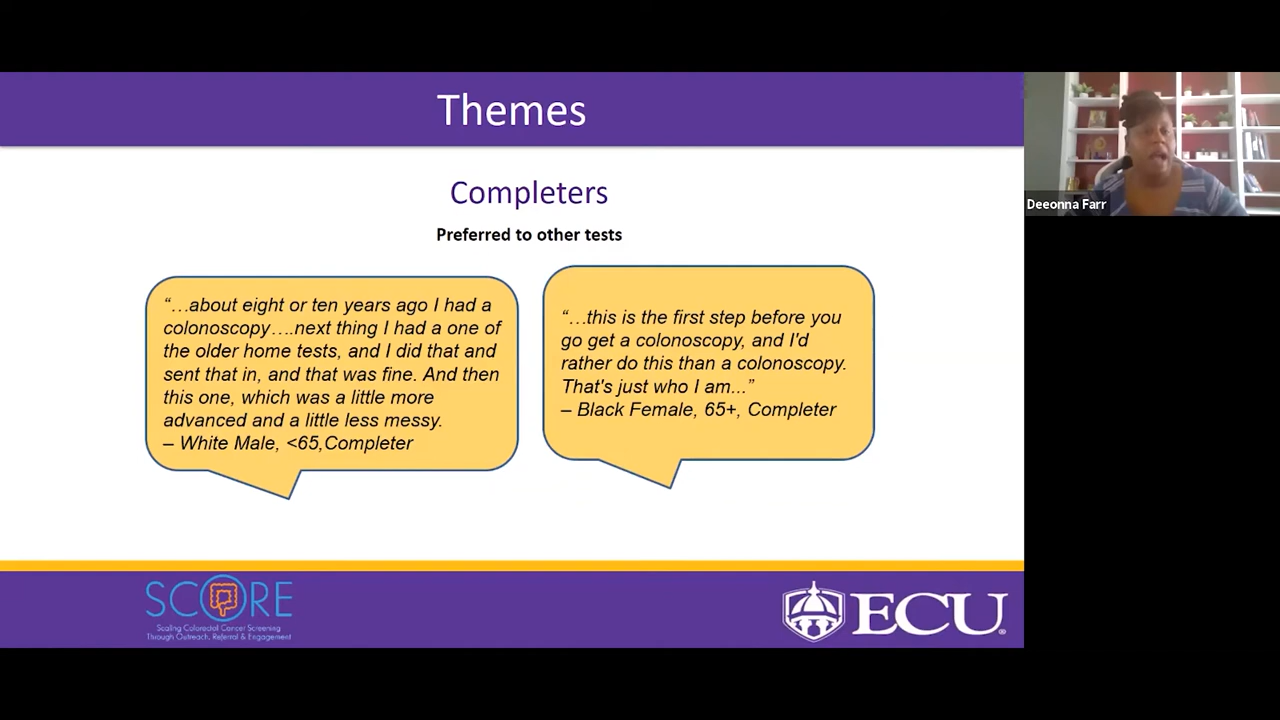 Themes
Completers
Preferred to other tests
“…about eight or ten years ago I had a
colonoscopy….next thing I had a one of
the older home tests, and I did that and
sent that in, and that was fine. And then
this one, which was a little more
advanced and a little less messy.
– White Male, <65,Completer
“…this is the first step before you
go get a colonoscopy, and I'd
rather do this than a colonoscopy.
That's just who I am...”
– Black Female, 65+, Completer
Deeonna Farr
SCORE
Scaling Colorectal Cancer Screening
Through Outreach, Referral & Engagement
ECU®